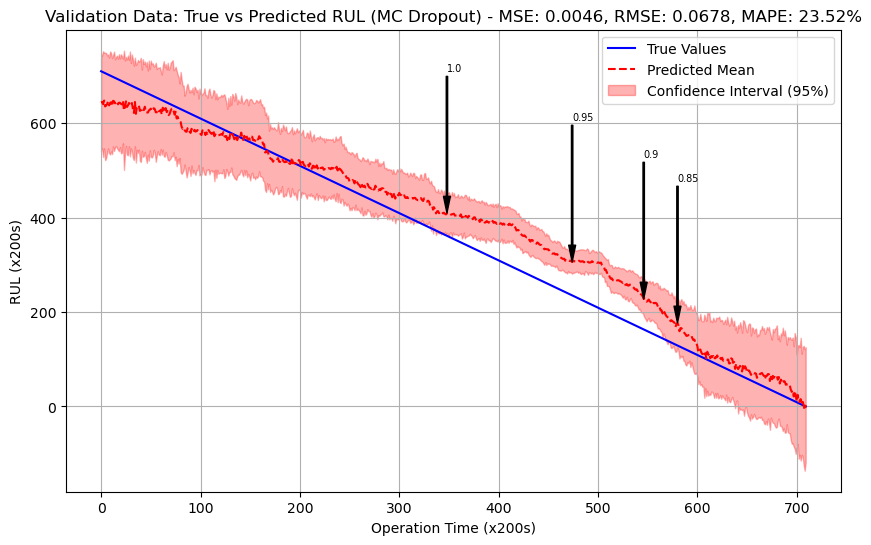 Validation Data: True vs Predicted RUL (MC Dropout) - MSE: 0.0046, RMSE: 0.0678, MAPE: 23.52%
True Values
Predicted Mean
Confidence Interval (95%)
1.0
0.95
0.9
0.85
RUL (x200s)
600
400
200
0
0 100 200 300 400 500 600 700
Operation Time (x200s)